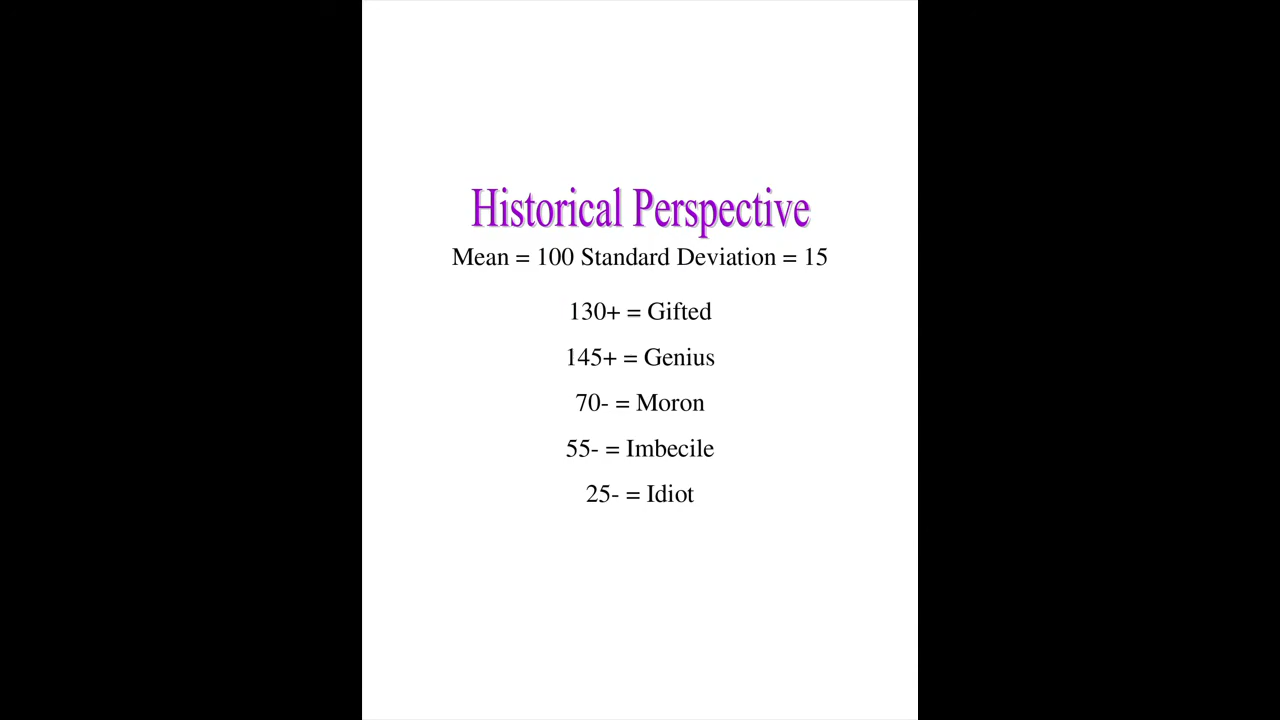 Historical Perspective
Mean = 100 Standard Deviation = 15
130+ = Gifted
145+ = Genius
70- = Moron
55- = Imbecile
25- = Idiot